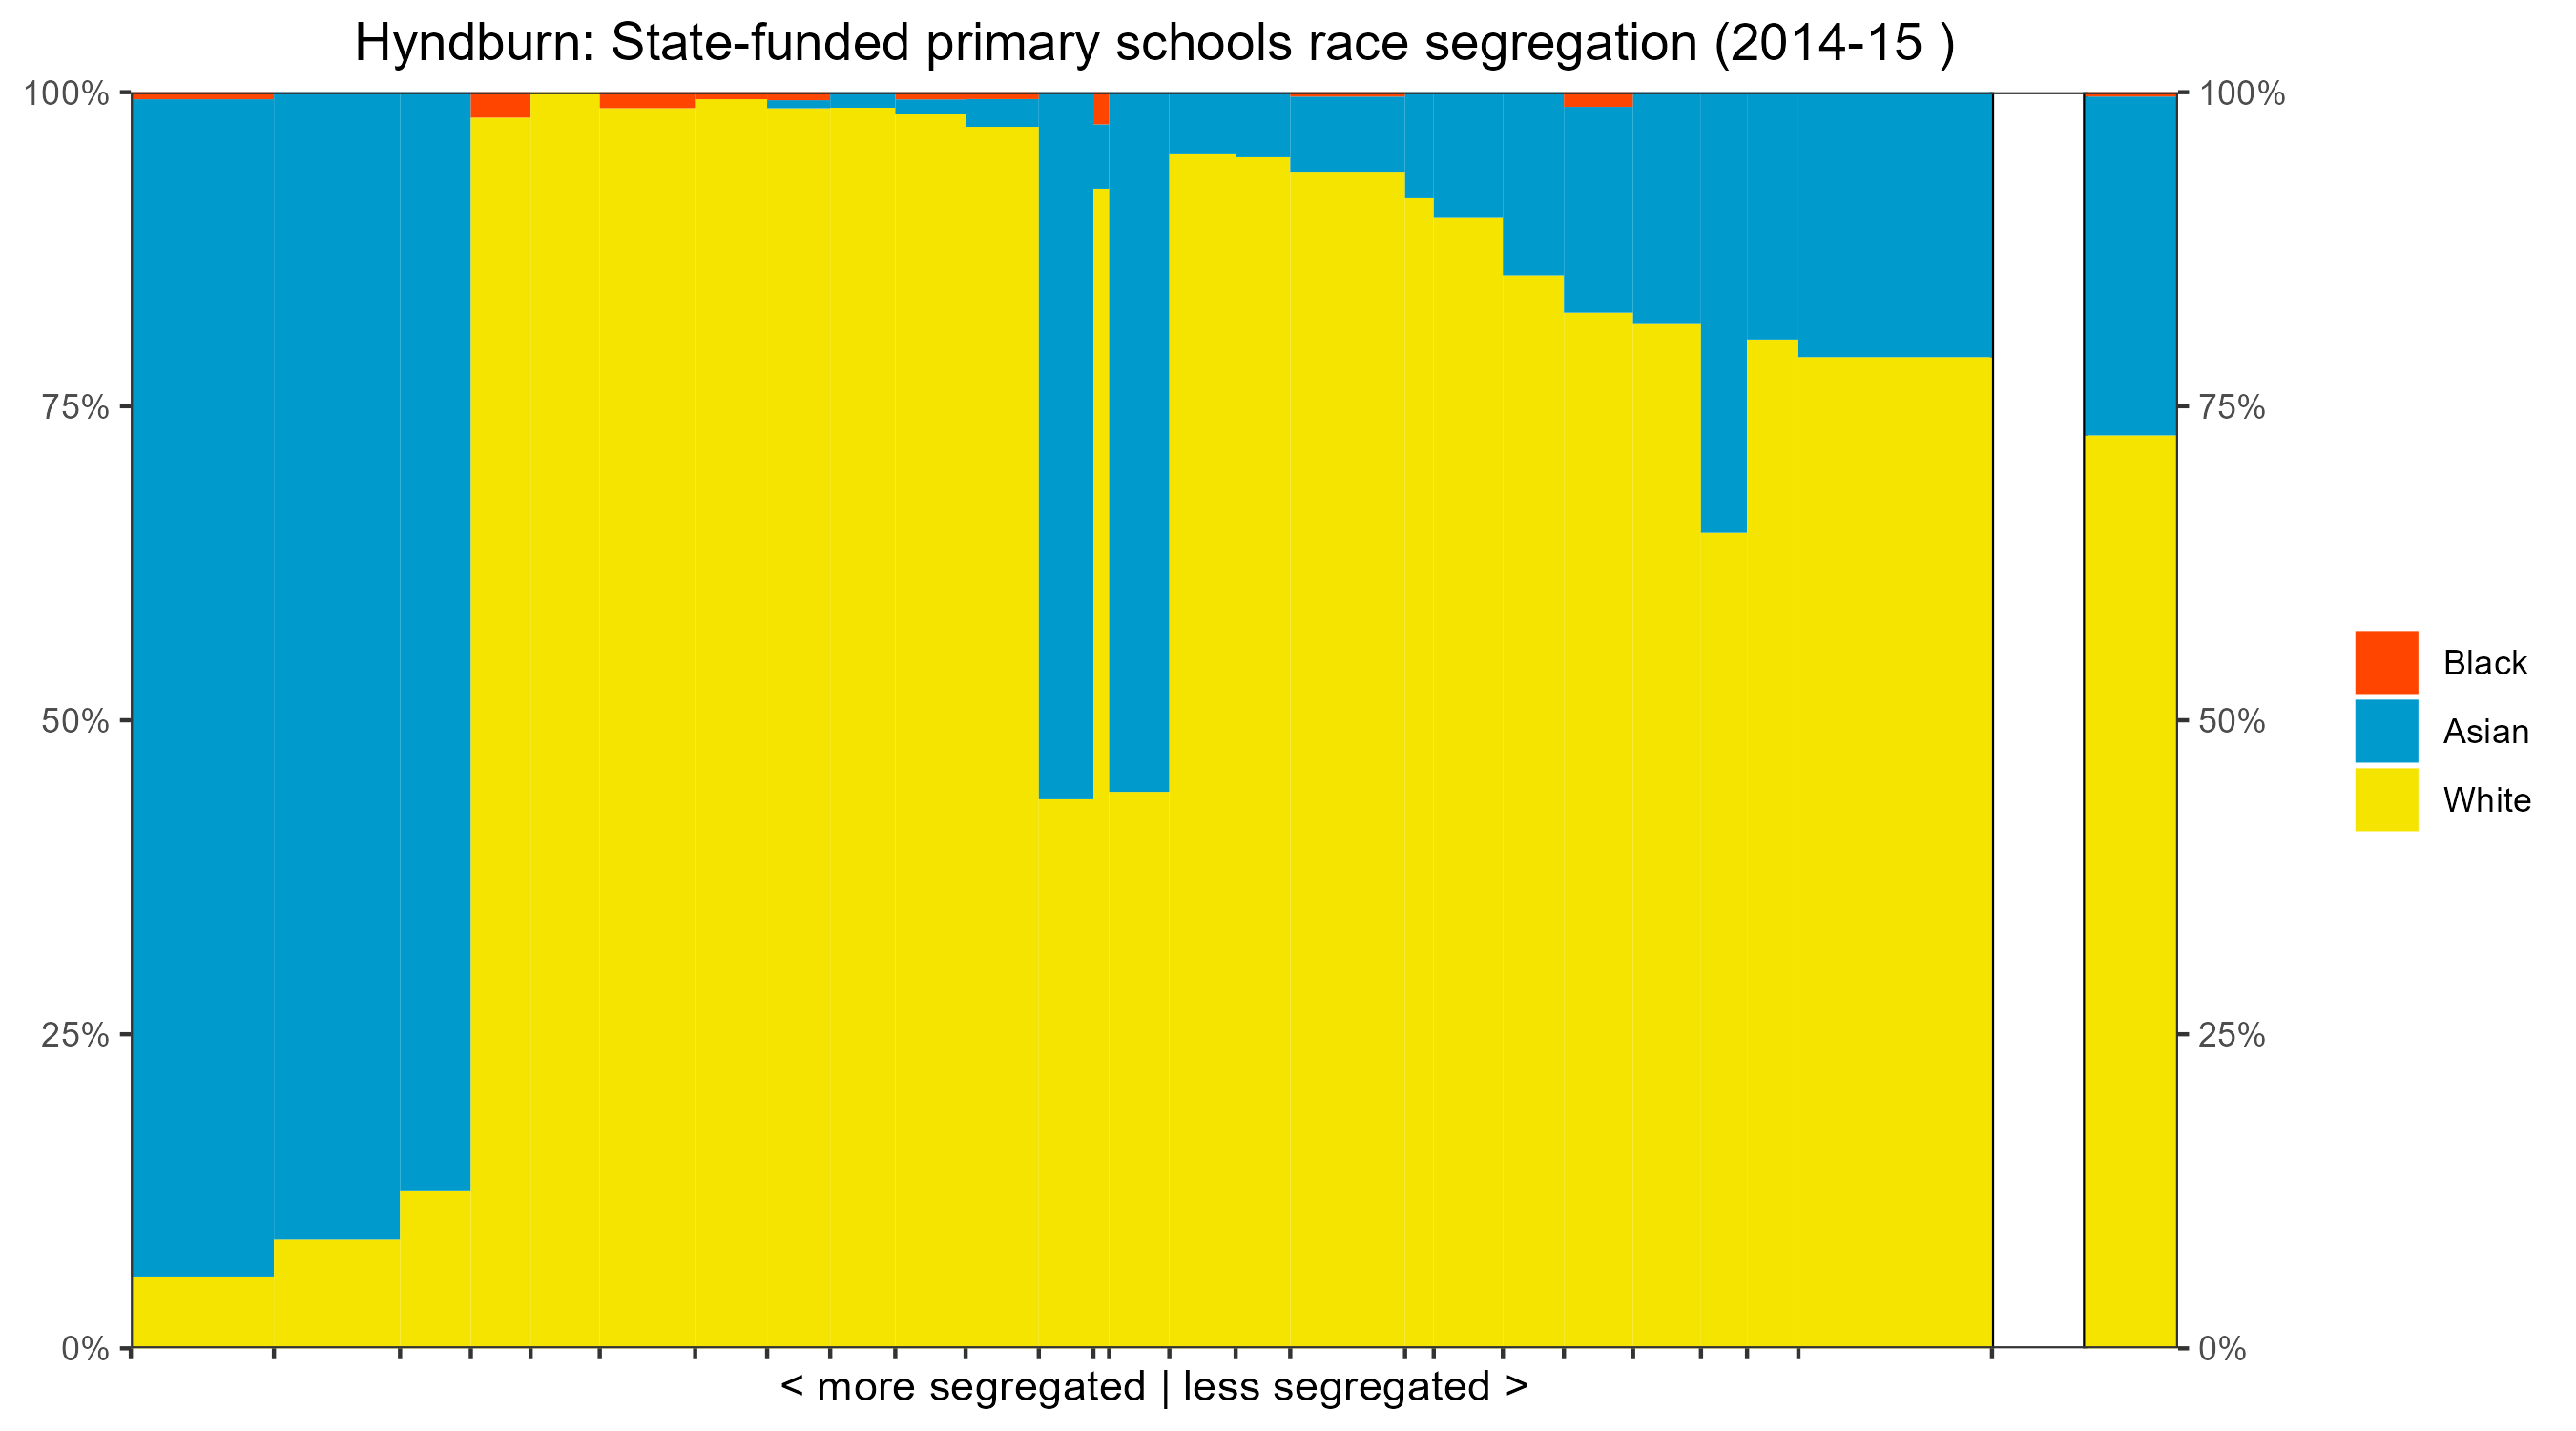 Hyndburn: State-funded primary schools race segregation (2014-15 )
100%
75%
50%
25%
0%
100%
75%
50%
25%
0%
Black
Asian
White
< more segregated | less segregated >